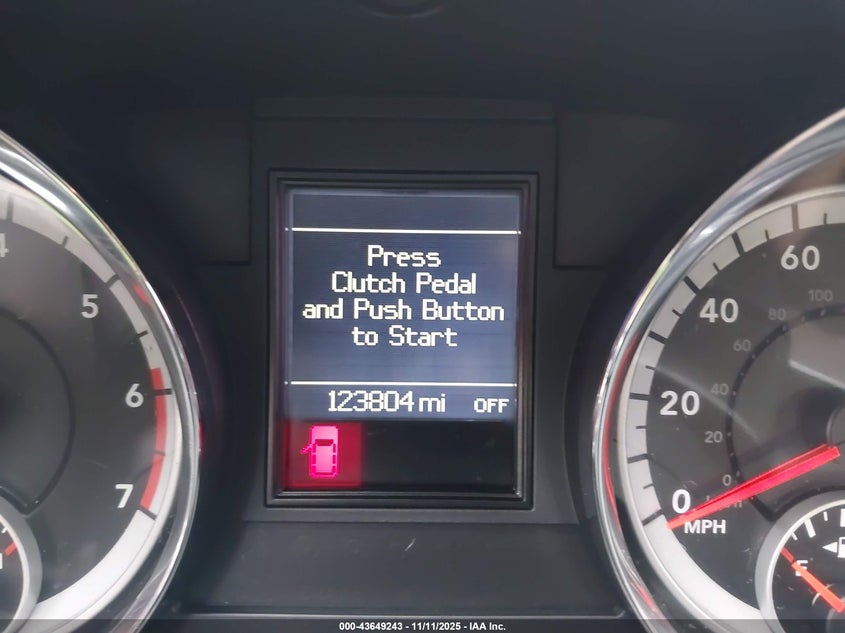 Press
Clutch Pedal
and Push Button
to Start
123804 mi OFF
4
5
6
7
60
40
20
0
MPH
100
80
60
40
20
0
km/h
E
000-43649243 - 11/11/2025 - IAA Inc.